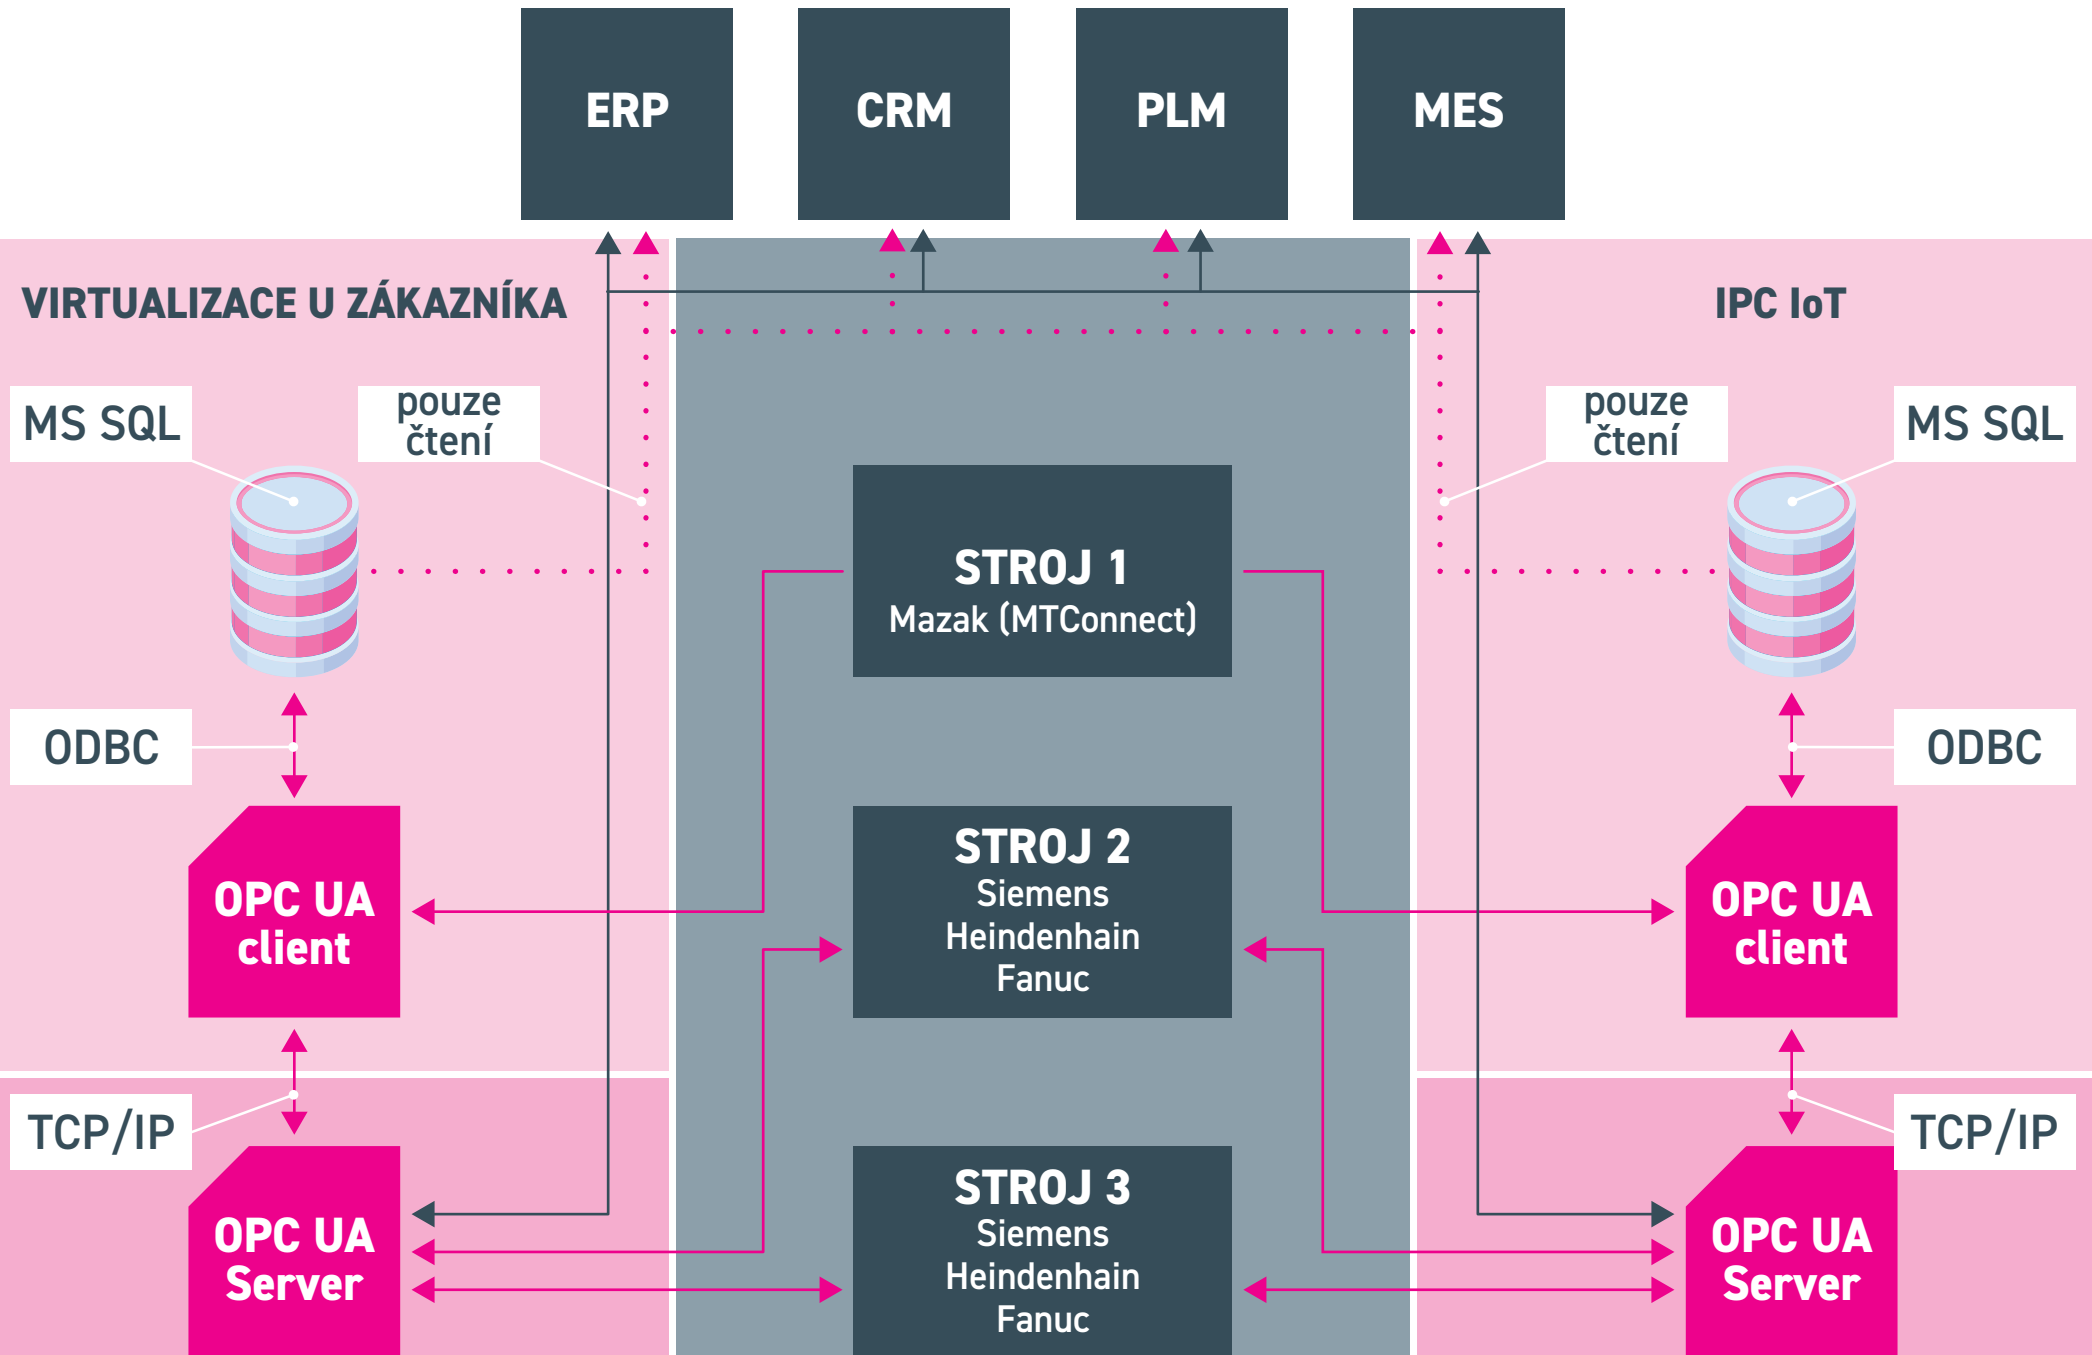 ERP
CRM
PLM
MES
VIRTUALIZACE U ZÁKAZNÍKA
IPC IoT
MS SQL
pouze
čtení
pouze
čtení
MS SQL
STROJ 1
Mazak (MTConnect)
ODBC
ODBC
OPC UA
client
STROJ 2
Siemens
Heindenhain
Fanuc
OPC UA
client
TCP/IP
TCP/IP
OPC UA
Server
STROJ 3
Siemens
Heindenhain
Fanuc
OPC UA
Server